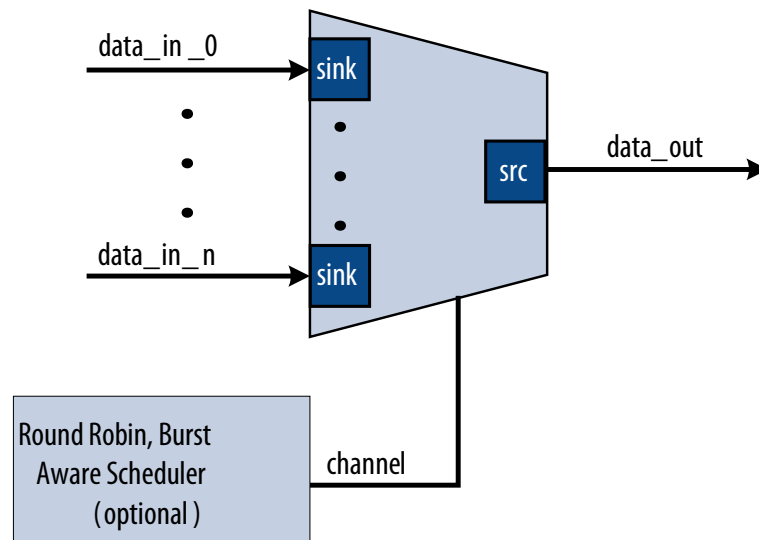 data_in _0
sink
data_out
src
data_in_n
sink
Round Robin, Burst
Aware Scheduler
( optional )
channel